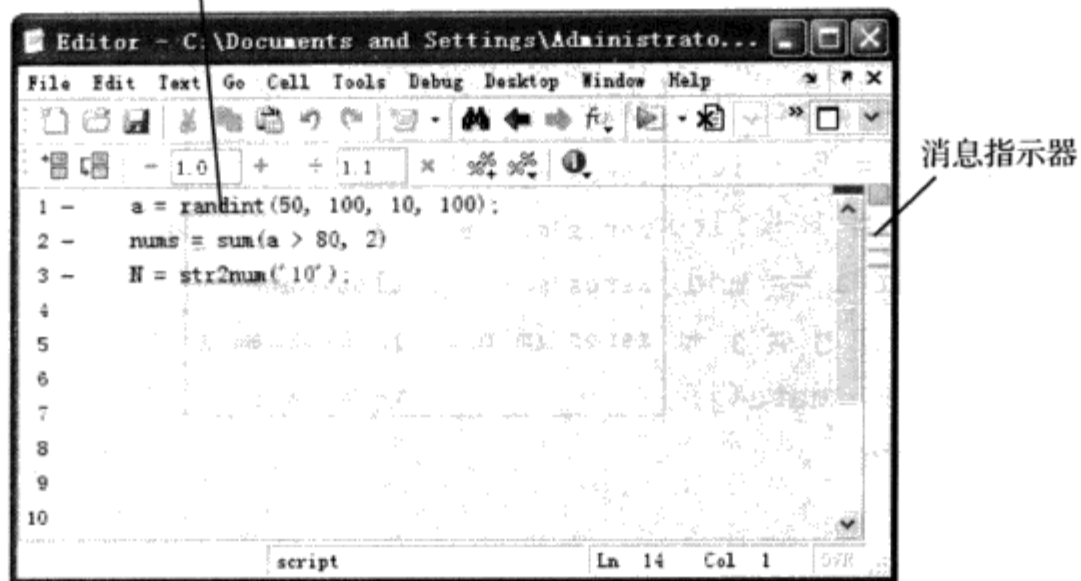 Editor - C:\Documents and Settings\Administrato...
File Edit Text Go Cell Tools Debug Desktop Window Help
- 1.0 + ÷ 1.1 ×
消息指示器
1 - a = randint(50, 100, 10, 100);
2 - nums = sum(a > 80, 2)
3 - N = str2num('10');
4
5
6
7
8
9
10
script Ln 14 Col 1 OVR